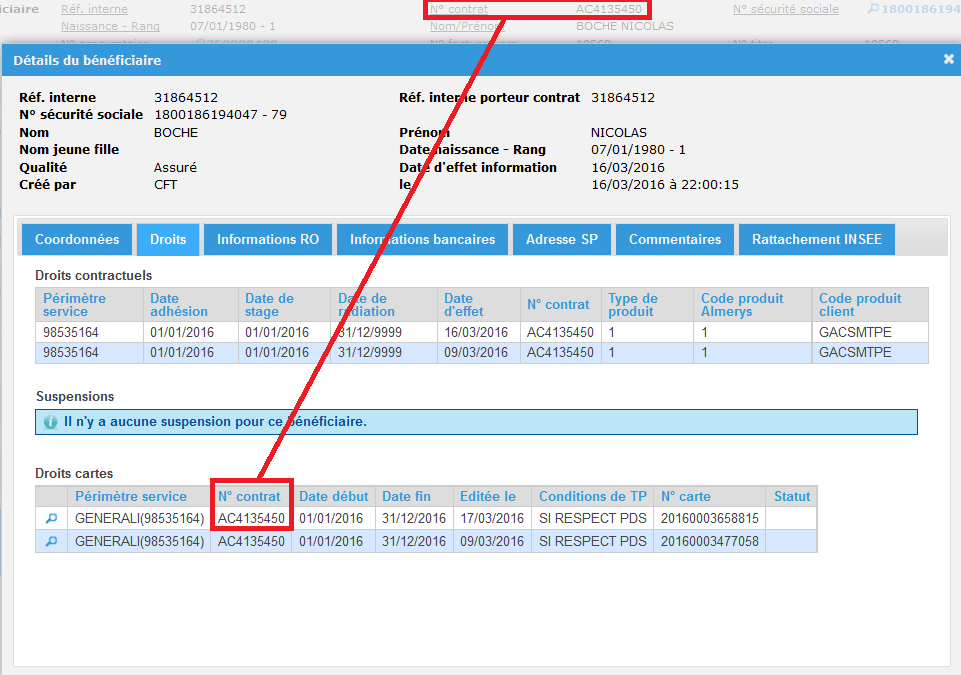 ciaire Réf. interne 31864512 N° contrat AC4135450 N° sécurité sociale 1800186194
Naissance - Rang 07/01/1980 - 1 Nom/Prénom BOCHE NICOLAS
Détails du bénéficiaire
Réf. interne 31864512 Réf. interne porteur contrat 31864512
N° sécurité sociale 1800186194047 - 79
Nom BOCHE Prénom NICOLAS
Nom jeune fille Date naissance - Rang 07/01/1980 - 1
Qualité Assuré Date d'effet information 16/03/2016
Créé par CFT le 16/03/2016 à 22:00:15
Coordonnées Droits Informations RO Informations bancaires Adresse SP Commentaires Rattachement INSEE
Droits contractuels
Périmètre service Date adhésion Date de stage Date de radiation Date d'effet N° contrat Type de produit Code produit Almerys Code produit client
98535164 01/01/2016 01/01/2016 31/12/9999 16/03/2016 AC4135450 1 1 GACSMTPE
98535164 01/01/2016 01/01/2016 31/12/9999 09/03/2016 AC4135450 1 1 GACSMTPE
Suspensions
Il n'y a aucune suspension pour ce bénéficiaire.
Droits cartes
Périmètre service N° contrat Date début Date fin Editée le Conditions de TP N° carte Statut
GENERALI(98535164) AC4135450 01/01/2016 31/12/2016 17/03/2016 SI RESPECT PDS 20160003658815
GENERALI(98535164) AC4135450 01/01/2016 31/12/2016 09/03/2016 SI RESPECT PDS 20160003477058